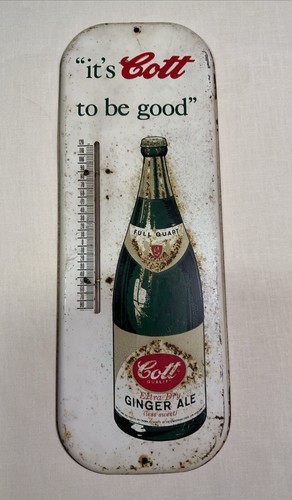 "it's Cott
to be good"
FULL QUART
Cott
QUALITY
Extra-Dry
GINGER ALE
(less sweet)